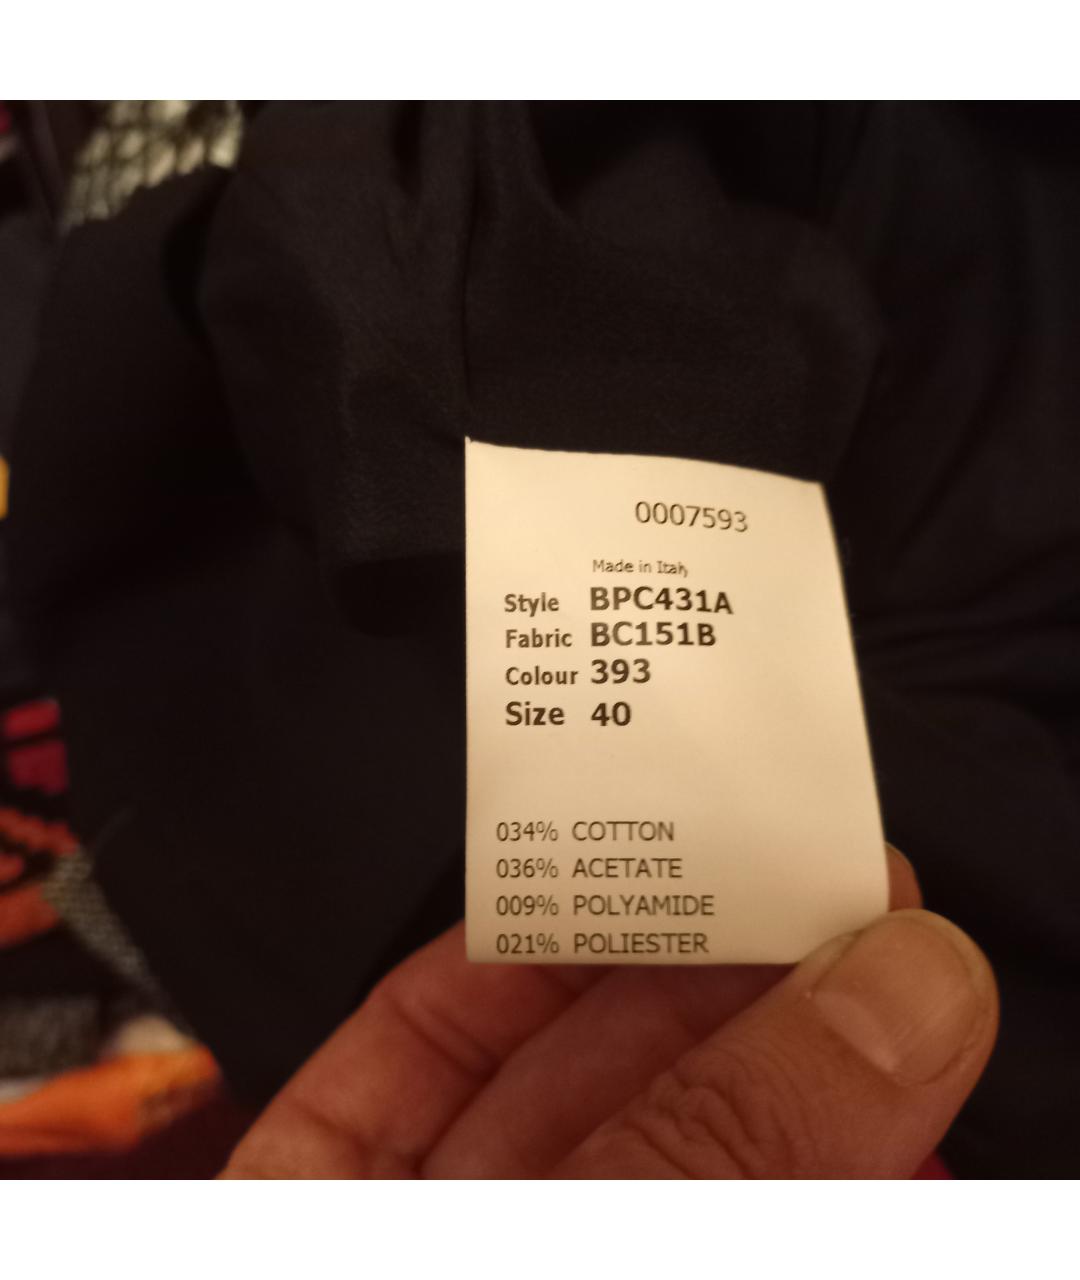 0007593
Made in Italy
Style BPC431A
Fabric BC151B
Colour 393
Size 40
034% COTTON
036% ACETATE
009% POLYAMIDE
021% POLIESTER